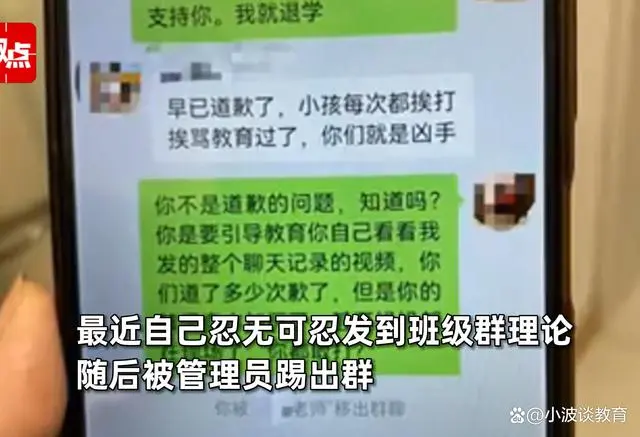 支持你。我就退学
点
早已道歉了，小孩每次都挨打
挨骂教育过了，你们就是凶手
你不是道歉的问题，知道吗？
你是要引导教育你自己看看我
发的整个聊天记录的视频，你
们道了多少次歉了，但是你的
最近自己忍无可忍发到班级群理论
随后被管理员踢出群
你被
老师"移出群聊
小波谈教育